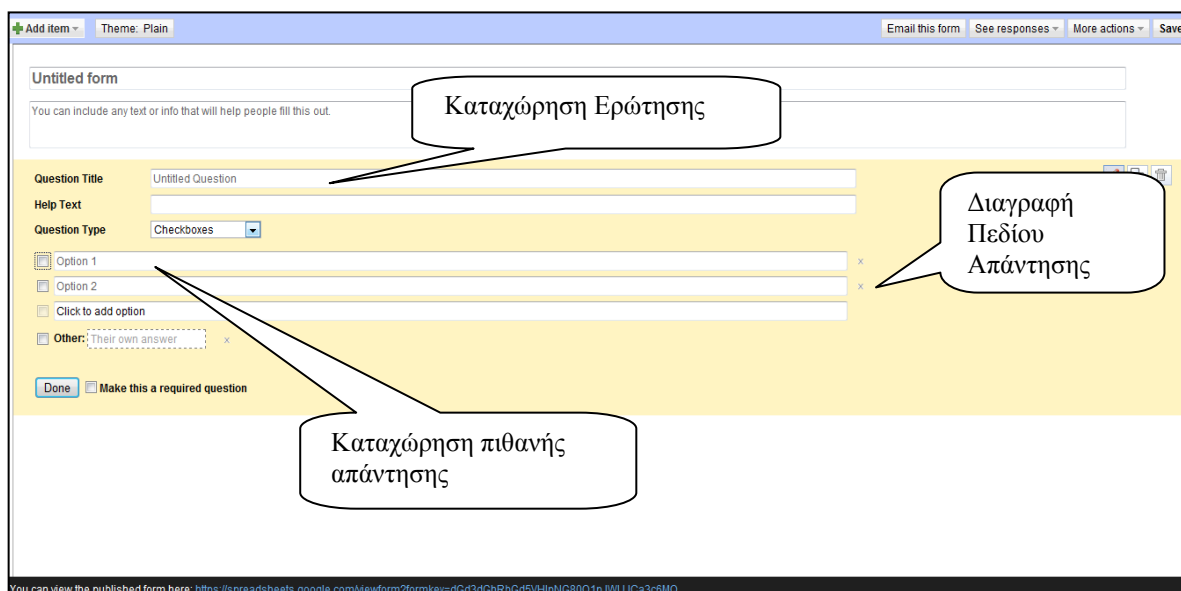 Add item Theme: Plain Email this form See responses More actions Save
Untitled form
You can include any text or info that will help people fill this out.
Καταχώρηση Ερώτησης
Question Title Untitled Question
Help Text
Question Type Checkboxes
Διαγραφή
Πεδίου
Απάντησης
Option 1 x
Option 2 x
Click to add option
Other: Their own answer x
Done Make this a required question
Καταχώρηση πιθανής
απάντησης
You can view the published form here: